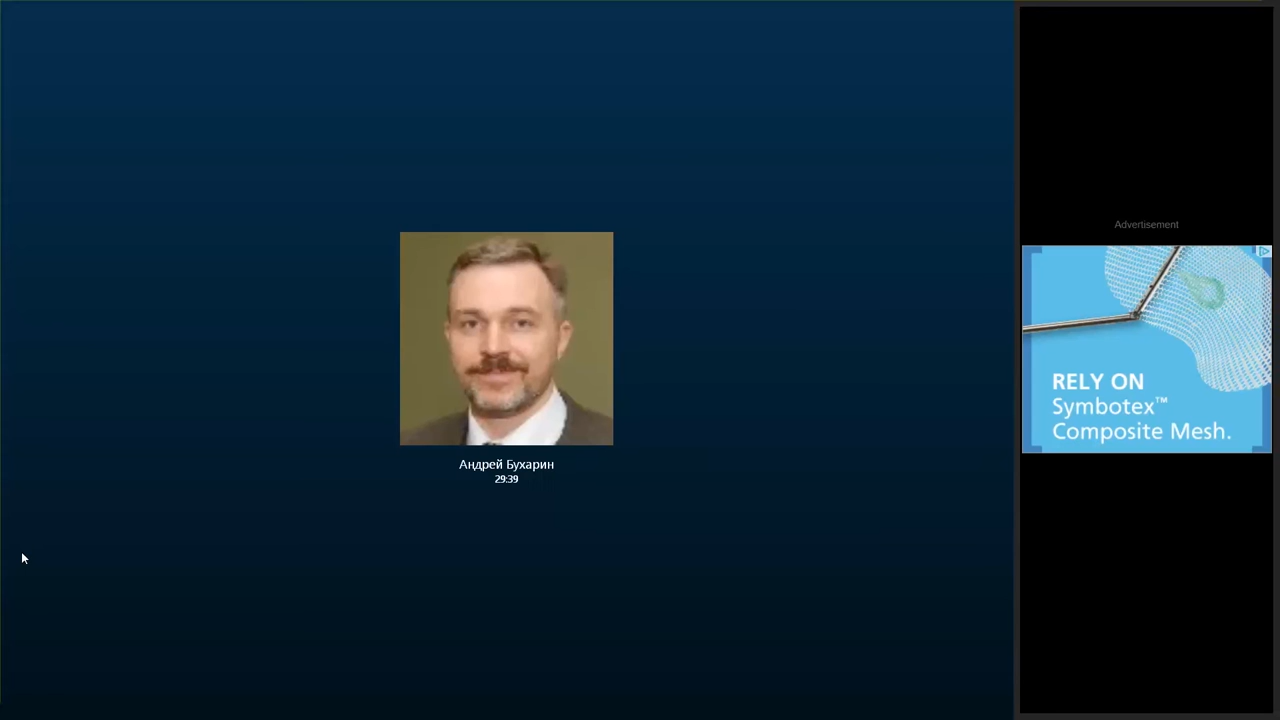 Андрей Бухарин
29:39
Advertisement
RELY ON
Symbotex™
Composite Mesh.